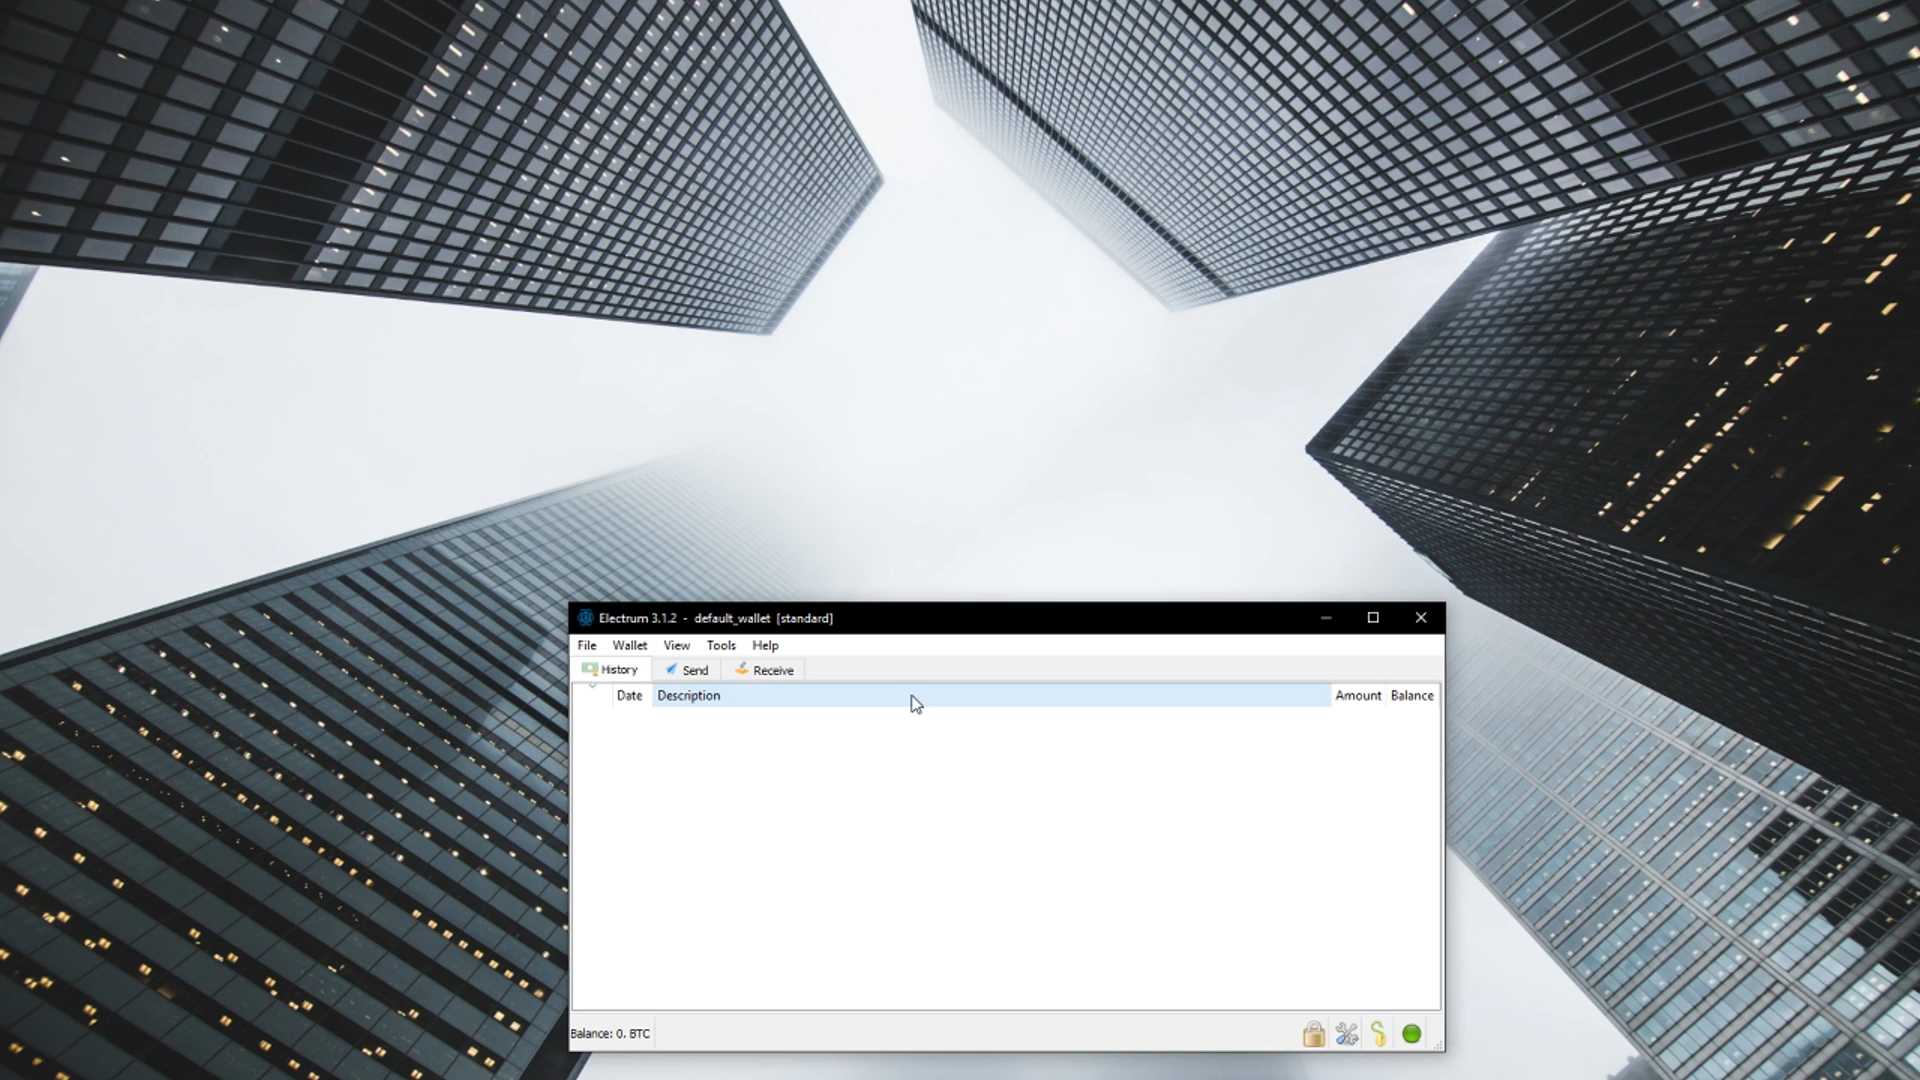 Electrum 3.1.2 - default_wallet [standard]
File Wallet View Tools Help
History Send Receive
Date Description Amount Balance
Balance: 0. BTC